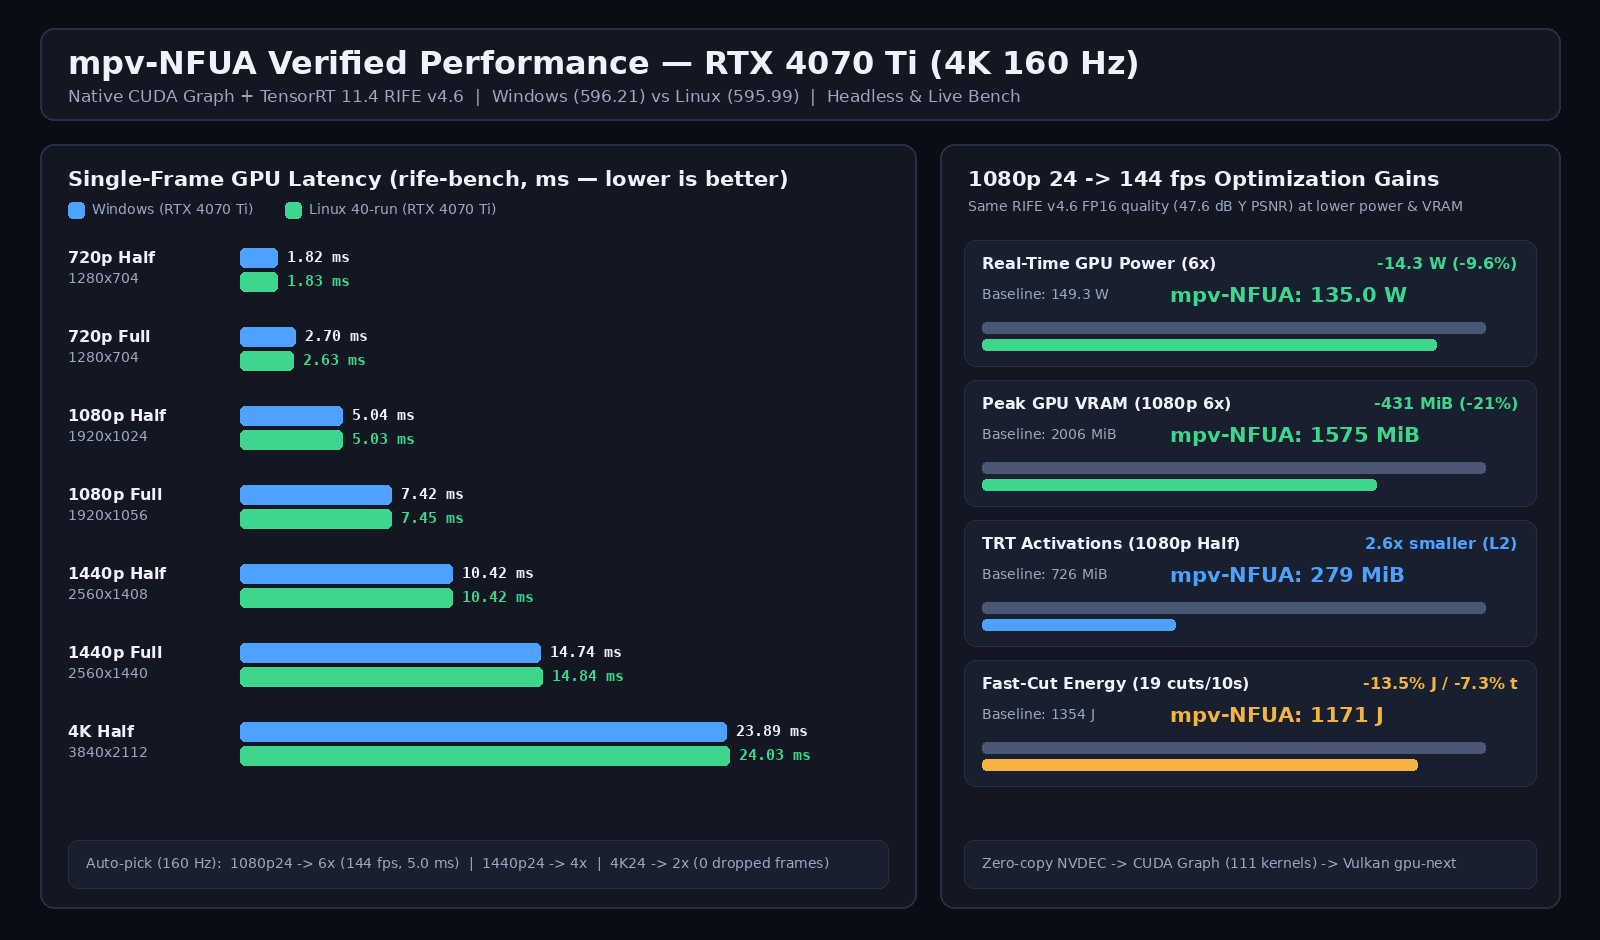 mpv-NFUA Verified Performance — RTX 4070 Ti (4K 160 Hz)
Native CUDA Graph + TensorRT 11.4 RIFE v4.6 | Windows (596.21) vs Linux (595.99) | Headless & Live Bench
Single-Frame GPU Latency (rife-bench, ms — lower is better)
Windows (RTX 4070 Ti) Linux 40-run (RTX 4070 Ti)
720p Half
1280x704
1.82 ms
1.83 ms
720p Full
1280x704
2.70 ms
2.63 ms
1080p Half
1920x1024
5.04 ms
5.03 ms
1080p Full
1920x1056
7.42 ms
7.45 ms
1440p Half
2560x1408
10.42 ms
10.42 ms
1440p Full
2560x1440
14.74 ms
14.84 ms
4K Half
3840x2112
23.89 ms
24.03 ms
Auto-pick (160 Hz): 1080p24 -> 6x (144 fps, 5.0 ms) | 1440p24 -> 4x | 4K24 -> 2x (0 dropped frames)
1080p 24 -> 144 fps Optimization Gains
Same RIFE v4.6 FP16 quality (47.6 dB Y PSNR) at lower power & VRAM
Real-Time GPU Power (6x) -14.3 W (-9.6%)
Baseline: 149.3 W mpv-NFUA: 135.0 W
Peak GPU VRAM (1080p 6x) -431 MiB (-21%)
Baseline: 2006 MiB mpv-NFUA: 1575 MiB
TRT Activations (1080p Half) 2.6x smaller (L2)
Baseline: 726 MiB mpv-NFUA: 279 MiB
Fast-Cut Energy (19 cuts/10s) -13.5% J / -7.3% t
Baseline: 1354 J mpv-NFUA: 1171 J
Zero-copy NVDEC -> CUDA Graph (111 kernels) -> Vulkan gpu-next